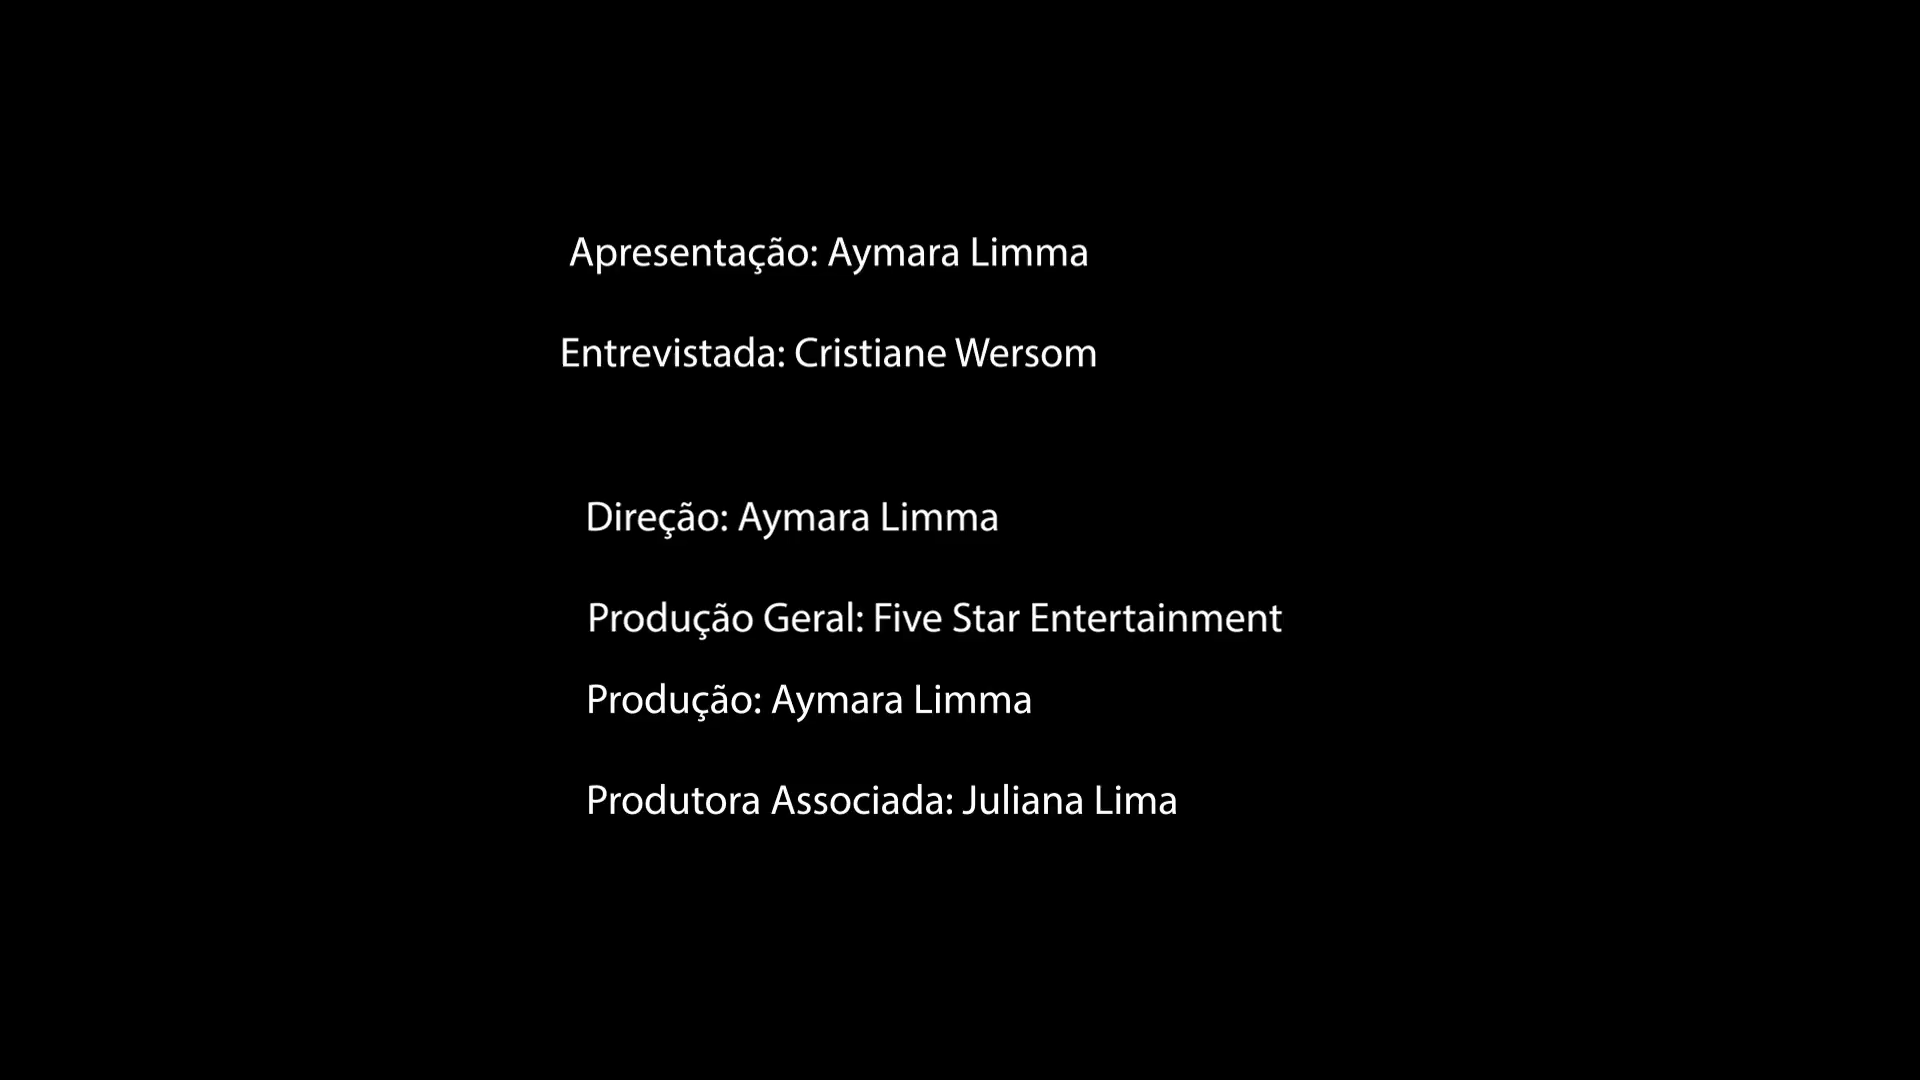 Apresentação: Aymara Limma
Entrevistada: Cristiane Wersom
Direção: Aymara Limma
Produção Geral: Five Star Entertainment
Produção: Aymara Limma
Produtora Associada: Juliana Lima